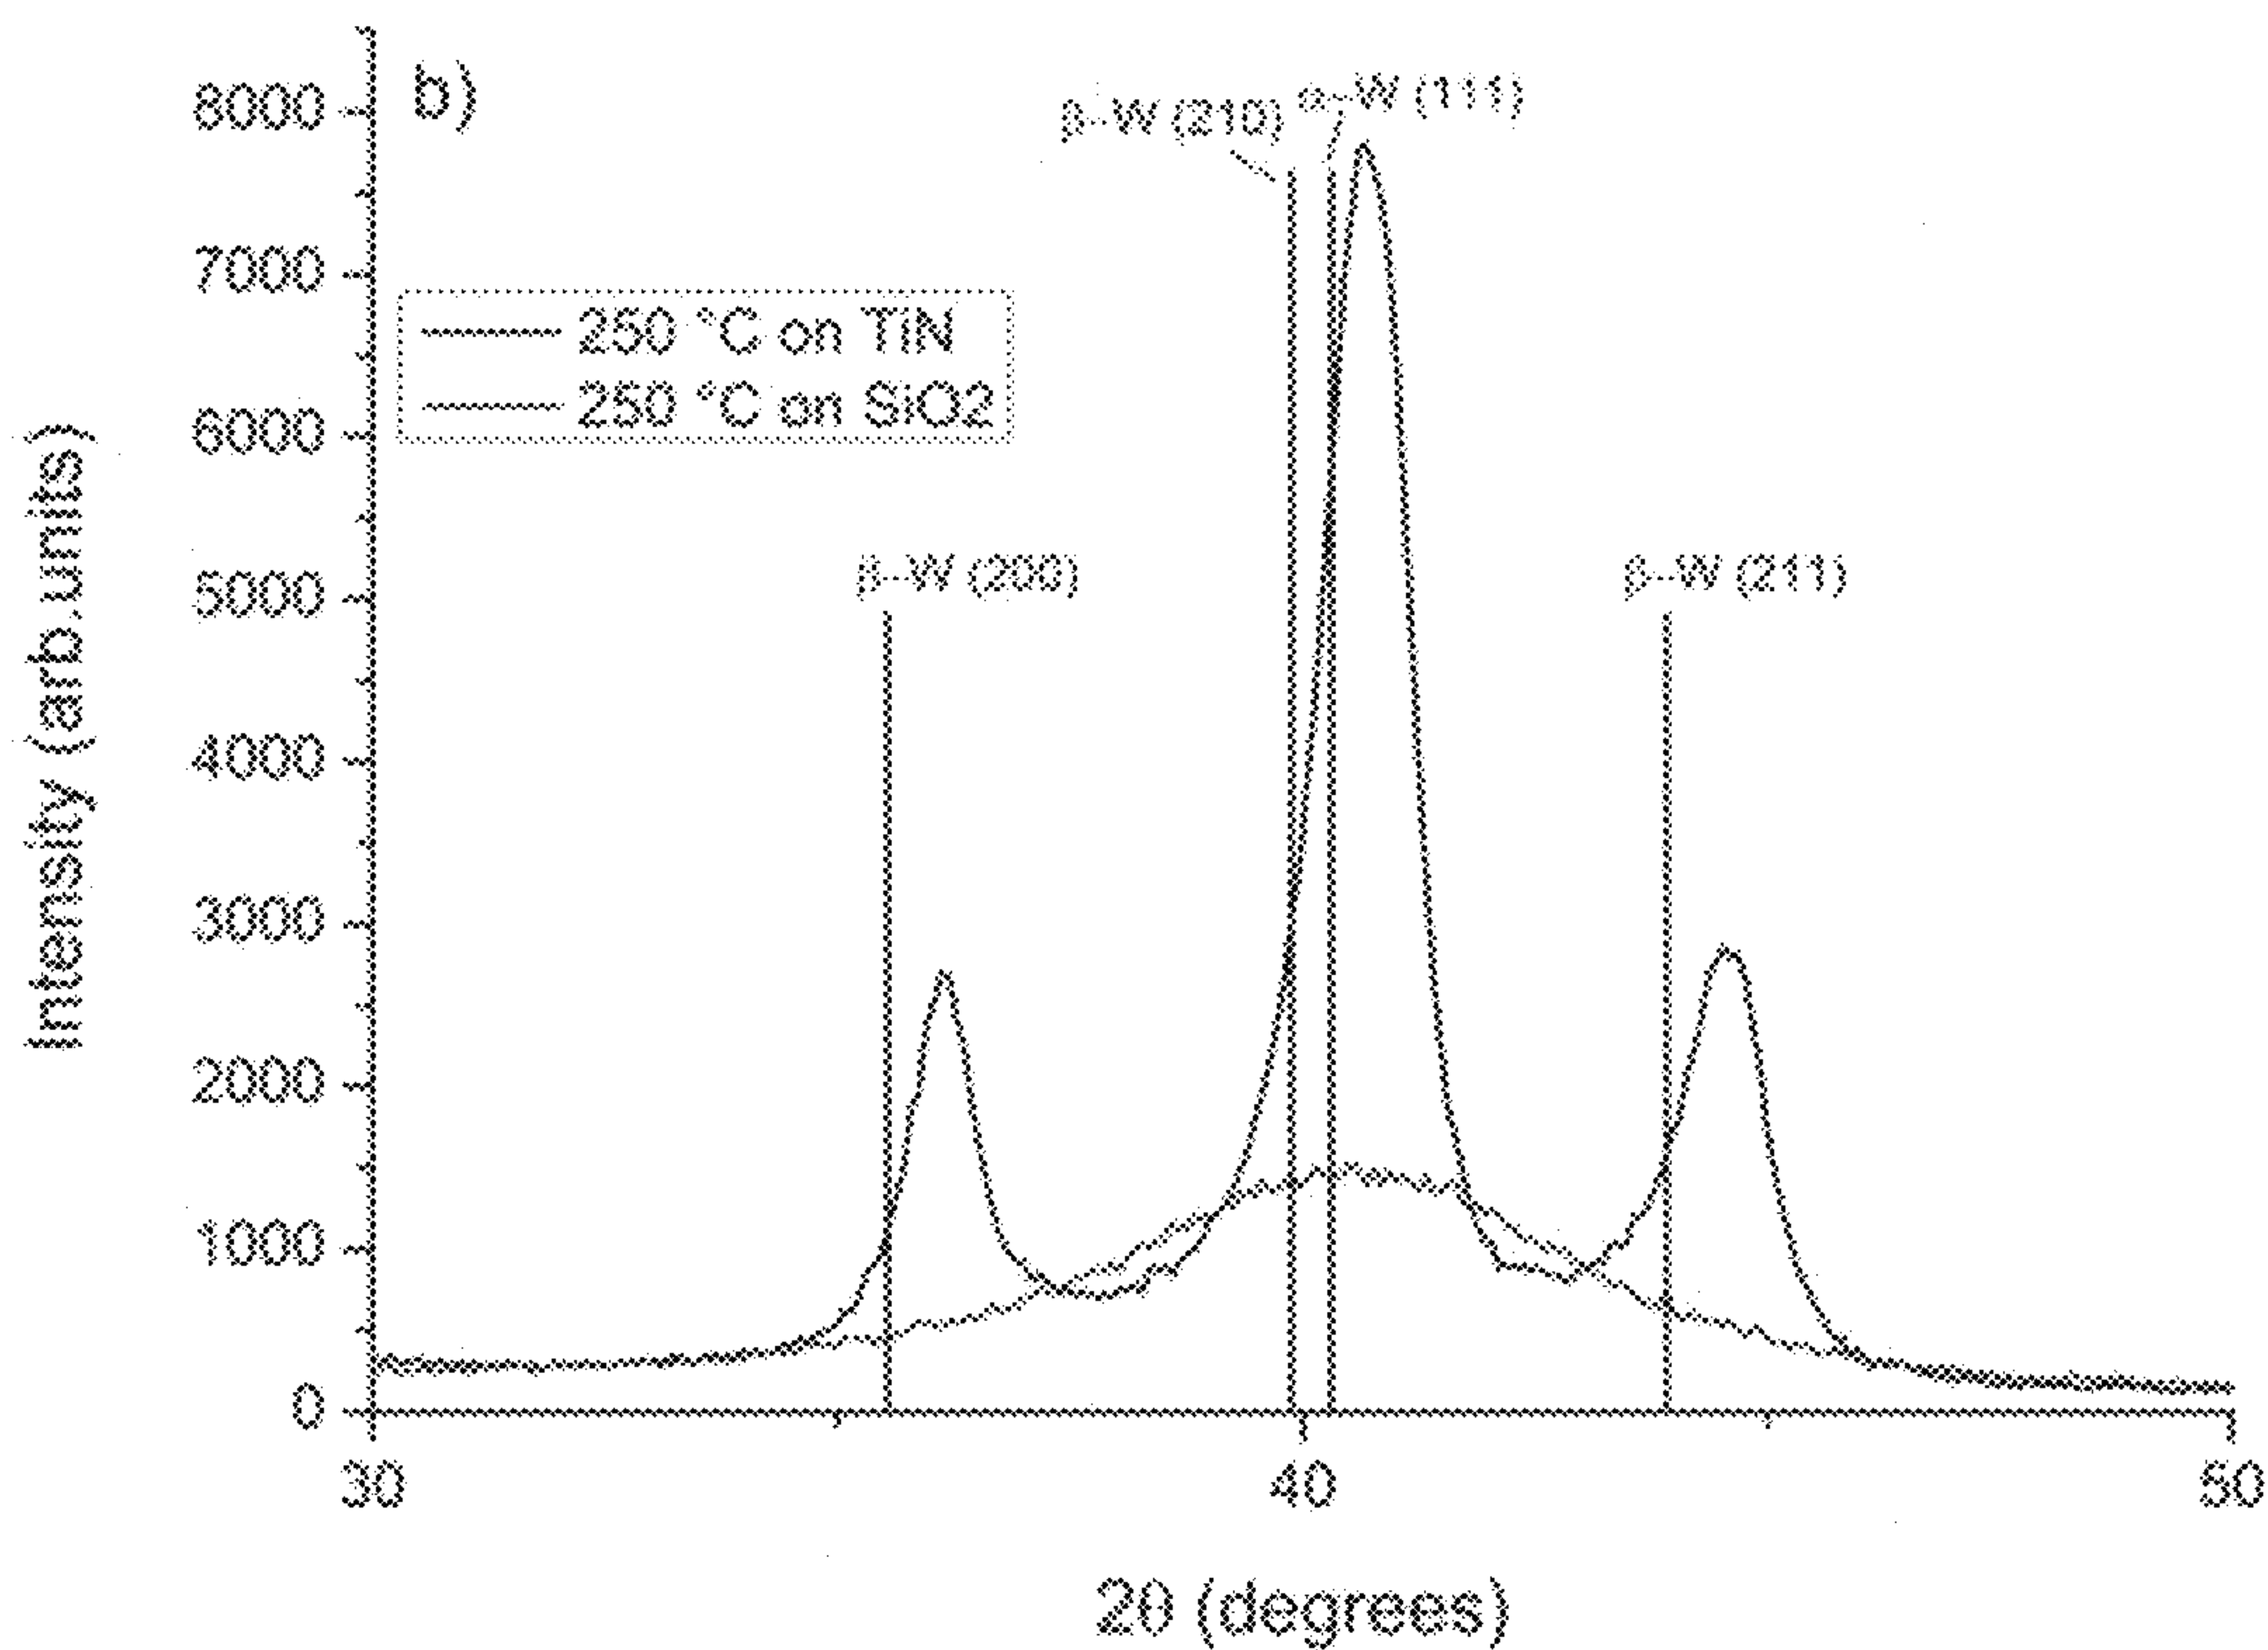 b)
β-W (210)
α-W (111)
8000
7000
250 °C on TiN
250 °C on SiO2
6000
5000
β-W (200)
β-W (211)
4000
3000
2000
1000
0
30
40
50
Intensity (arb.units)
2θ (degrees)